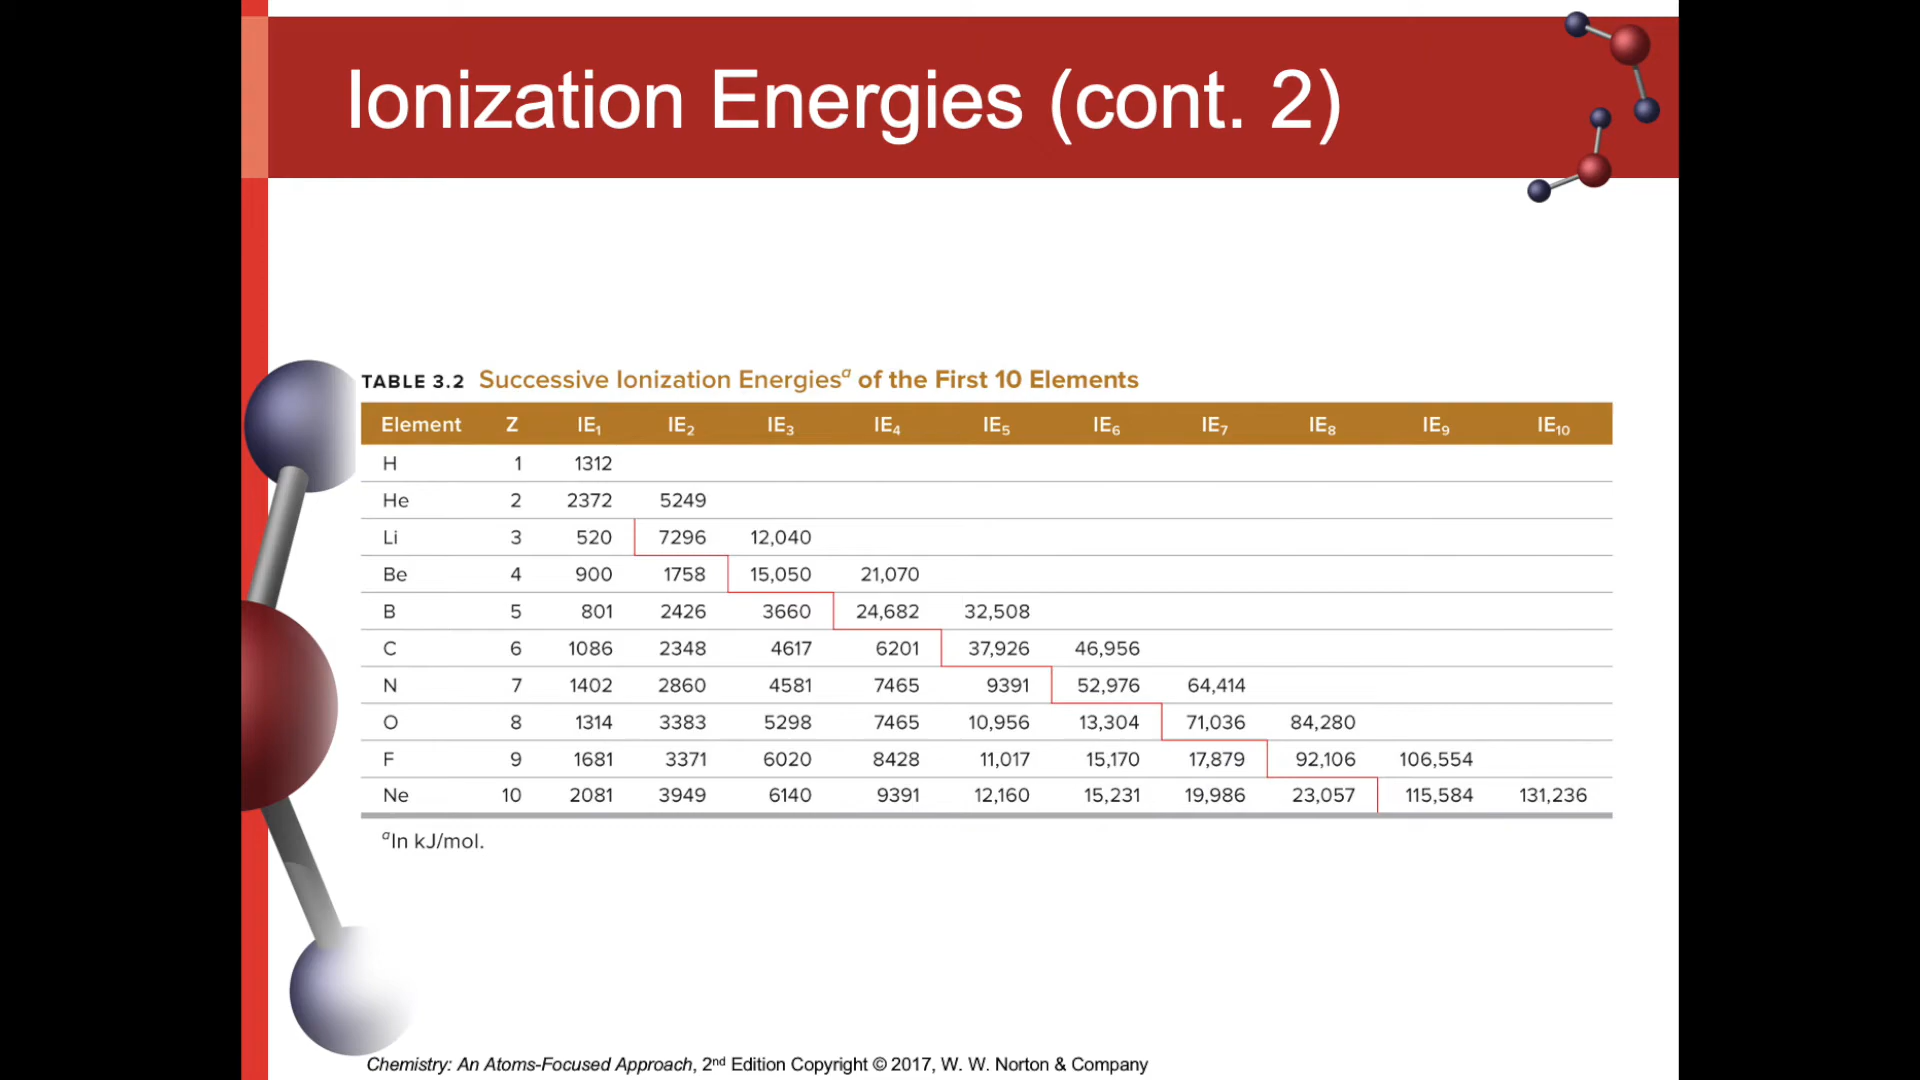 Ionization Energies (cont. 2)
TABLE 3.2 Successive Ionization Energiesᵃ of the First 10 Elements
Element Z IE₁ IE₂ IE₃ IE₄ IE₅ IE₆ IE₇ IE₈ IE₉ IE₁₀
H 1 1312
He 2 2372 5249
Li 3 520 7296 12,040
Be 4 900 1758 15,050 21,070
B 5 801 2426 3660 24,682 32,508
C 6 1086 2348 4617 6201 37,926 46,956
N 7 1402 2860 4581 7465 9391 52,976 64,414
O 8 1314 3383 5298 7465 10,956 13,304 71,036 84,280
F 9 1681 3371 6020 8428 11,017 15,170 17,879 92,106 106,554
Ne 10 2081 3949 6140 9391 12,160 15,231 19,986 23,057 115,584 131,236
ᵃIn kJ/mol.
Chemistry: An Atoms-Focused Approach, 2ⁿᵈ Edition Copyright © 2017, W. W. Norton & Company